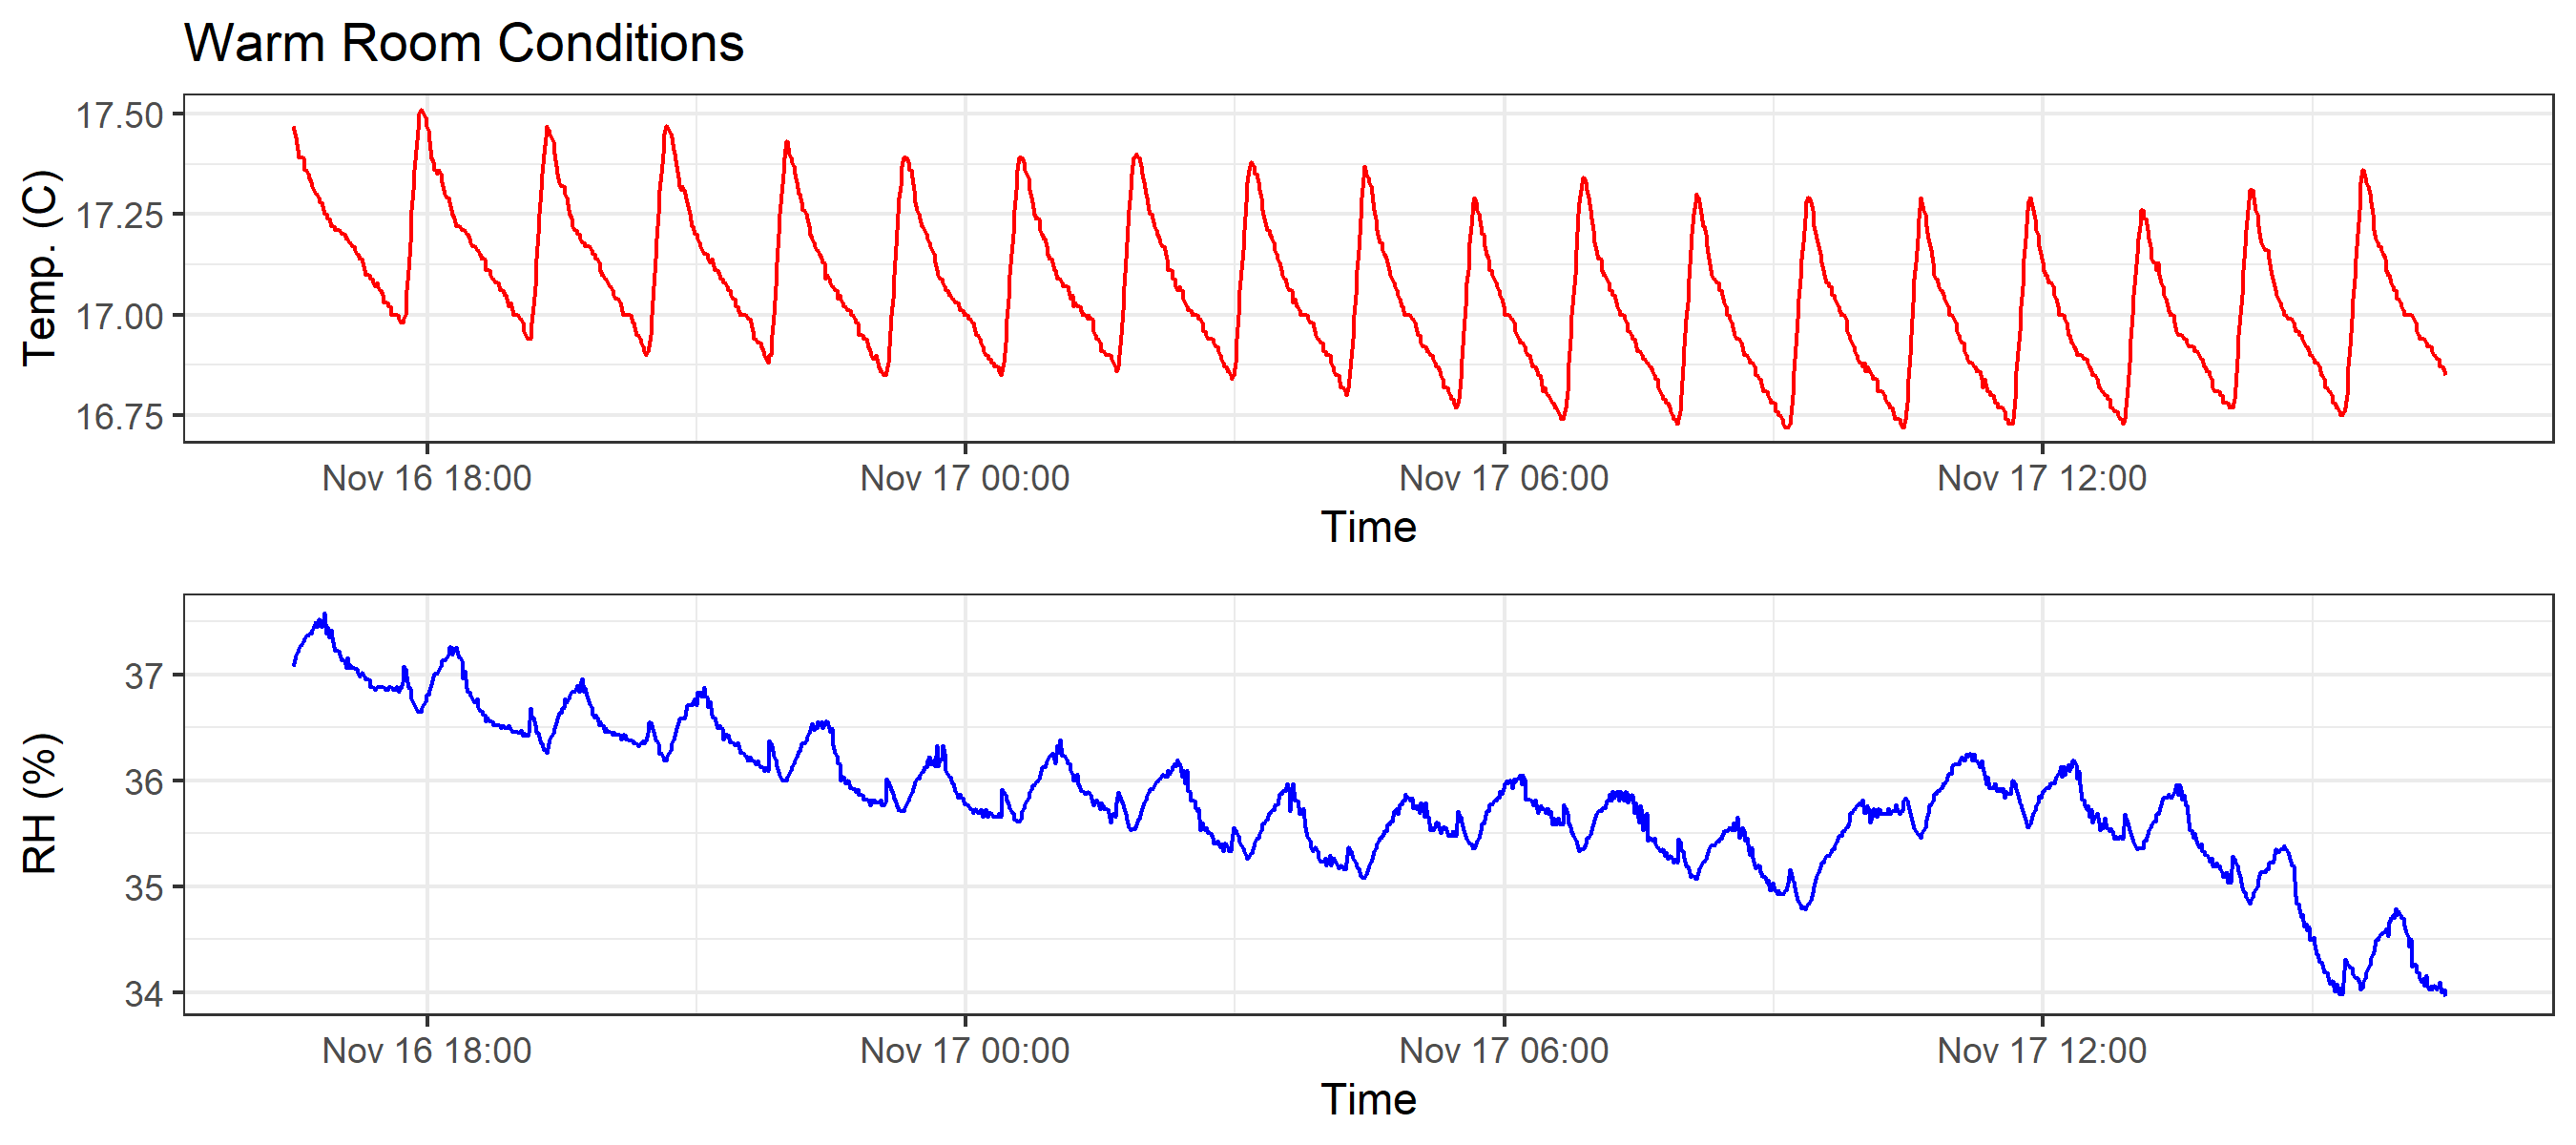 Warm Room Conditions
Temp. (C)
17.50
17.25
17.00
16.75
Nov 16 18:00 Nov 17 00:00 Nov 17 06:00 Nov 17 12:00
Time
RH (%)
37
36
35
34
Nov 16 18:00 Nov 17 00:00 Nov 17 06:00 Nov 17 12:00
Time